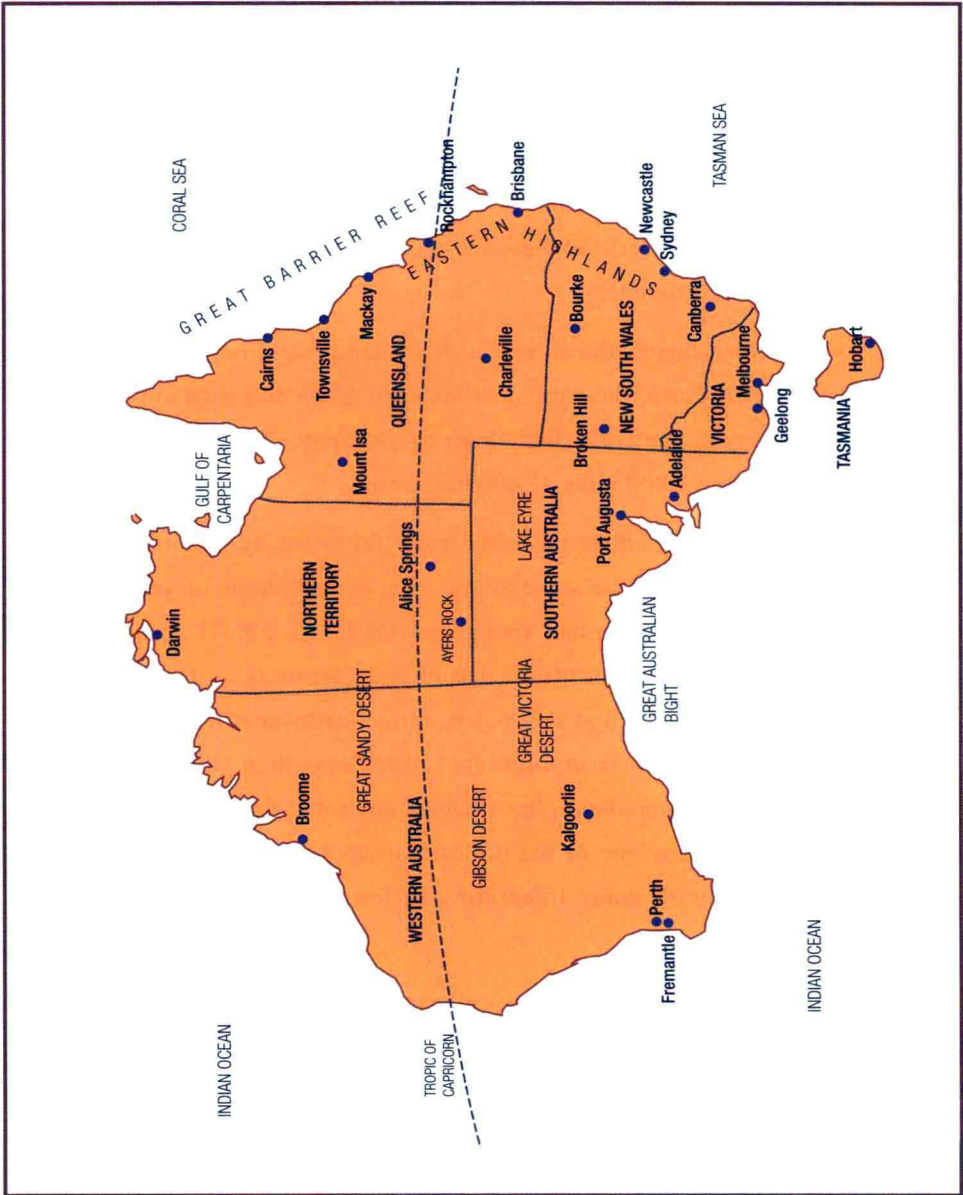 CORAL SEA
GREAT BARRIER REEF
GULF OF
CARPENTARIA
INDIAN OCEAN
Darwin
Broome
Cairns
Townsville
Mackay
Rockhampton
Mount Isa
NORTHERN
TERRITORY
QUEENSLAND
GREAT SANDY DESERT
WESTERN AUSTRALIA
Alice Springs
AYERS ROCK
TROPIC OF
CAPRICORN
EASTERN HIGHLANDS
GIBSON DESERT
GREAT VICTORIA
DESERT
LAKE EYRE
SOUTHERN AUSTRALIA
Charleville
Brisbane
Bourke
Broken Hill
NEW SOUTH WALES
Kalgoorlie
Port Augusta
Newcastle
Sydney
Perth
Fremantle
GREAT AUSTRALIAN
BIGHT
Adelaide
Canberra
VICTORIA
Melbourne
Geelong
TASMAN SEA
INDIAN OCEAN
TASMANIA
Hobart